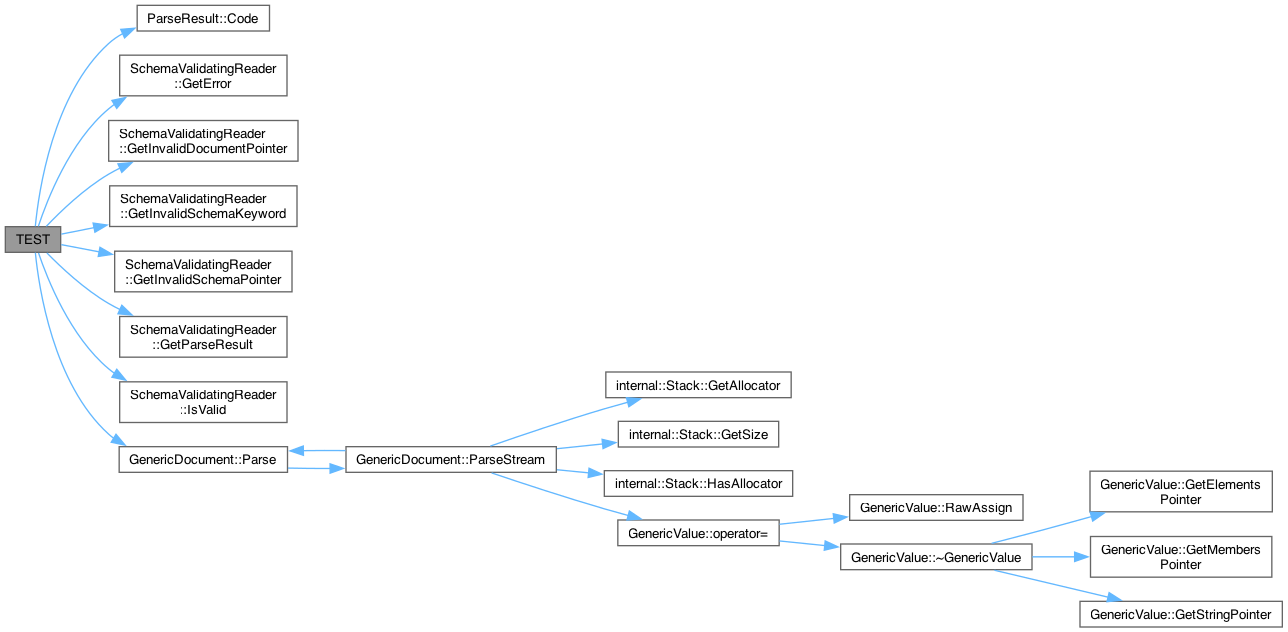 ParseResult::Code
SchemaValidatingReader
::GetError
SchemaValidatingReader
::GetInvalidDocumentPointer
SchemaValidatingReader
::GetInvalidSchemaKeyword
TEST
SchemaValidatingReader
::GetInvalidSchemaPointer
SchemaValidatingReader
::GetParseResult
SchemaValidatingReader
::IsValid
GenericDocument::Parse
GenericDocument::ParseStream
internal::Stack::GetAllocator
internal::Stack::GetSize
internal::Stack::HasAllocator
GenericValue::operator=
GenericValue::RawAssign
GenericValue::~GenericValue
GenericValue::GetElements
Pointer
GenericValue::GetMembers
Pointer
GenericValue::GetStringPointer